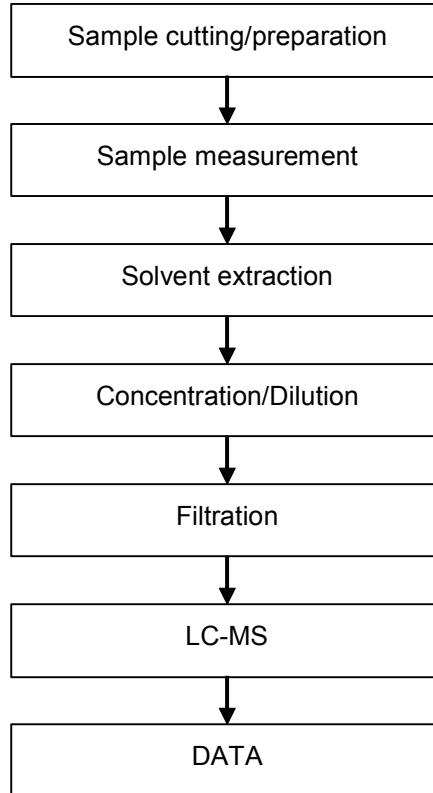 Sample cutting/preparation
Sample measurement
Solvent extraction
Concentration/Dilution
Filtration
LC-MS
DATA